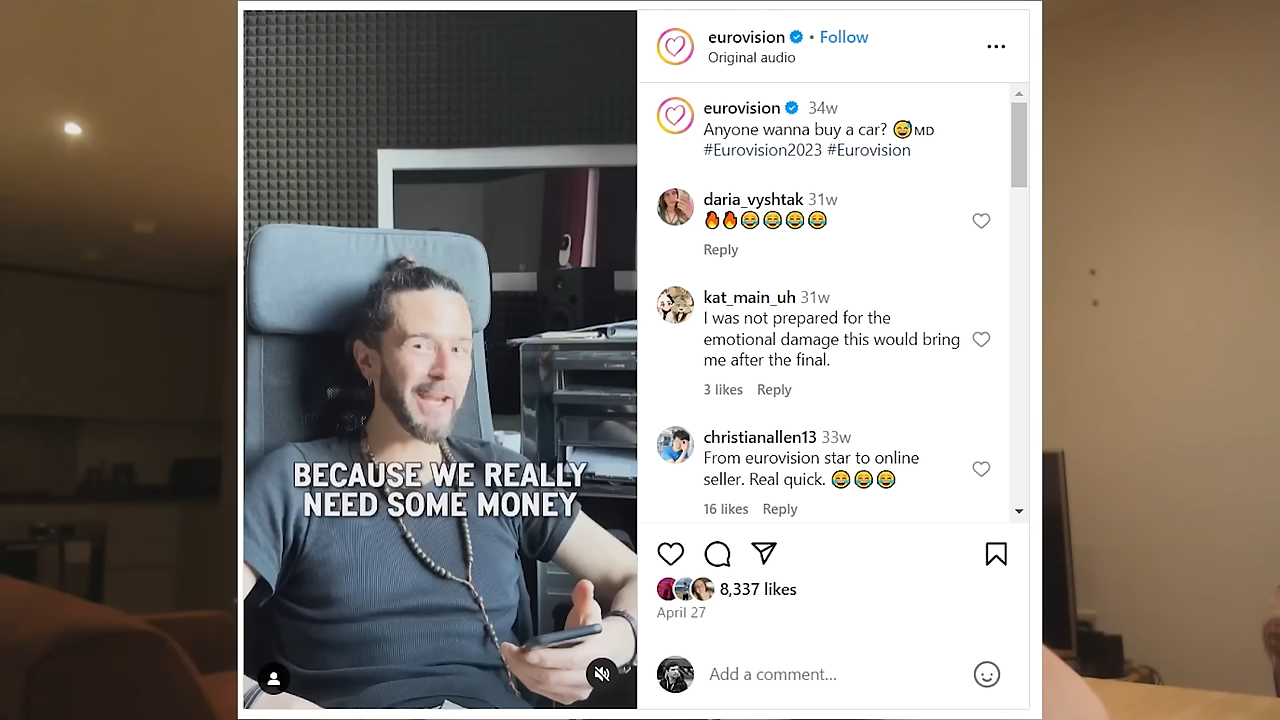 BECAUSE WE REALLY
NEED SOME MONEY
eurovision • Follow
Original audio
eurovision 34w
Anyone wanna buy a car? 😅ᴍᴅ
#Eurovision2023 #Eurovision
daria_vyshtak 31w
🔥🔥😂😂😂😂
Reply
kat_main_uh 31w
I was not prepared for the
emotional damage this would bring
me after the final.
3 likes Reply
christianallen13 33w
From eurovision star to online
seller. Real quick. 😂😂😂
16 likes Reply
8,337 likes
April 27
Add a comment...